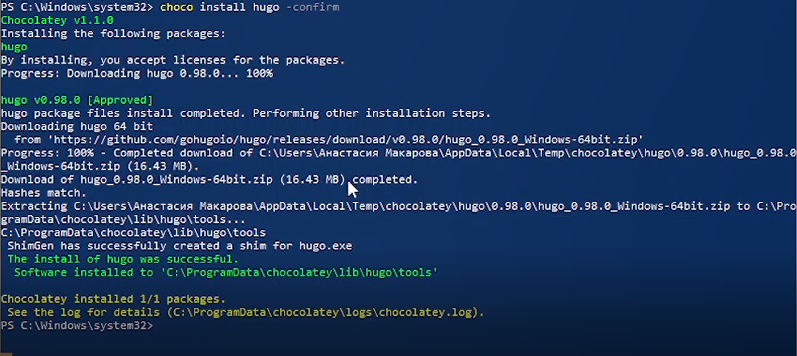 PS C:\Windows\system32> choco install hugo -confirm
Chocolatey v1.1.0
Installing the following packages:
hugo
By installing, you accept licenses for the packages.
Progress: Downloading hugo 0.98.0... 100%
hugo v0.98.0 [Approved]
hugo package files install completed. Performing other installation steps.
Downloading hugo 64 bit
from 'https://github.com/gohugoio/hugo/releases/download/v0.98.0/hugo_0.98.0_Windows-64bit.zip'
Progress: 100% - Completed download of C:\Users\Анастасия Макарова\AppData\Local\Temp\chocolatey\hugo\0.98.0\hugo_0.98.0
_Windows-64bit.zip (16.43 MB).
Download of hugo_0.98.0_Windows-64bit.zip (16.43 MB) completed.
Hashes match.
Extracting C:\Users\Анастасия Макарова\AppData\Local\Temp\chocolatey\hugo\0.98.0\hugo_0.98.0_Windows-64bit.zip to C:\Pro
gramData\chocolatey\lib\hugo\tools...
C:\ProgramData\chocolatey\lib\hugo\tools
ShimGen has successfully created a shim for hugo.exe
The install of hugo was successful.
Software installed to 'C:\ProgramData\chocolatey\lib\hugo\tools'
Chocolatey installed 1/1 packages.
See the log for details (C:\ProgramData\chocolatey\logs\chocolatey.log).
PS C:\Windows\system32>